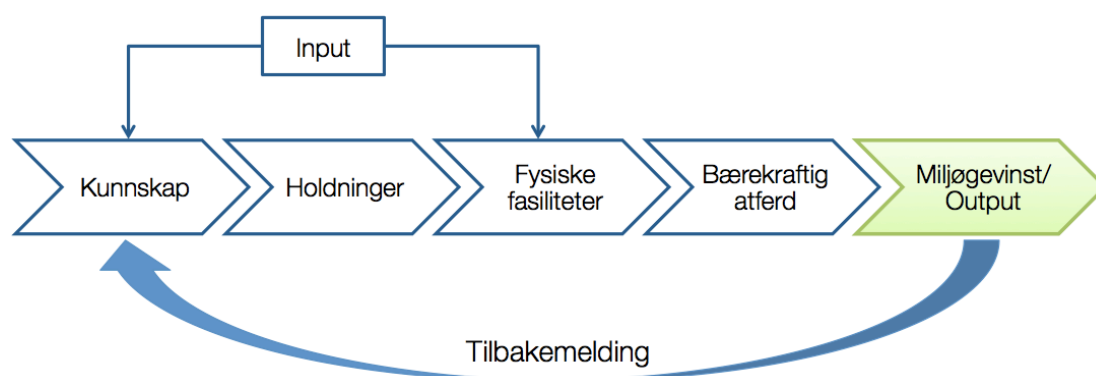 Input
Kunnskap
Holdninger
Fysiske
fasiliteter
Bærekraftig
atferd
Miljøgevinst/
Output
Tilbakemelding